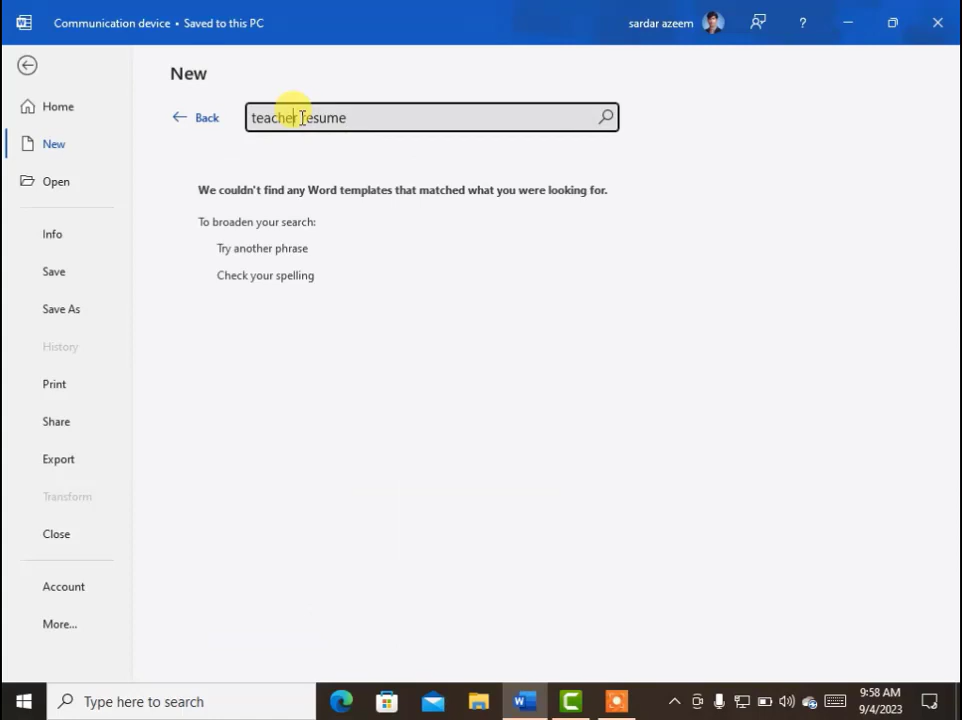 Communication device • Saved to this PC
sardar azeem
?
New
Home
Back
teacher resume
New
We couldn't find any Word templates that matched what you were looking for.
Open
To broaden your search:
Try another phrase
Info
Check your spelling
Save
Save As
History
Print
Share
Export
Transform
Close
Account
More...
Type here to search
9:58 AM
9/4/2023